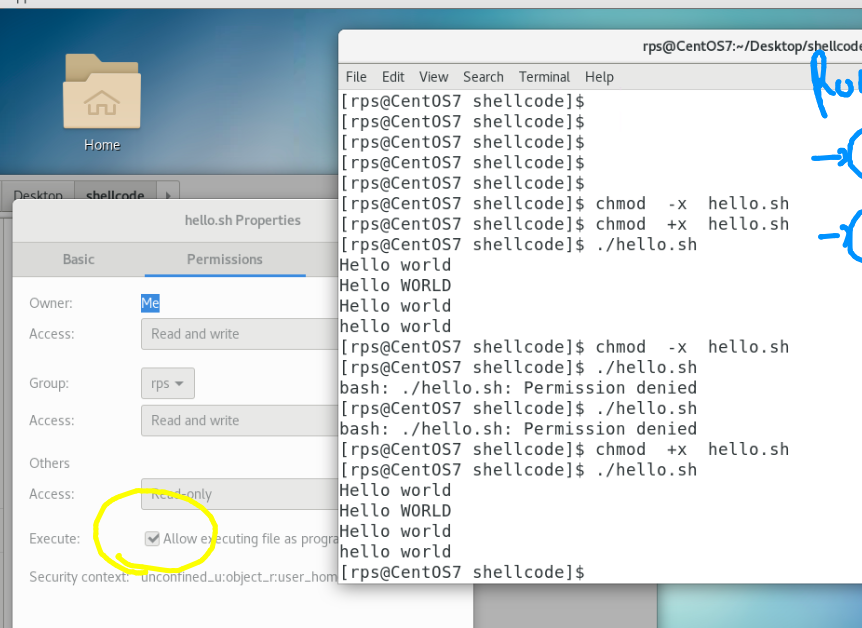 Home
Desktop shellcode
hello.sh Properties
Basic Permissions
Owner: Me
Access: Read and write
Group: rps
Access: Read and write
Others
Access: Read-only
Execute: Allow executing file as progra
Security context: unconfined_u:object_r:user_hom
rps@CentOS7:~/Desktop/shellcode
File Edit View Search Terminal Help
[rps@CentOS7 shellcode]$
[rps@CentOS7 shellcode]$
[rps@CentOS7 shellcode]$
[rps@CentOS7 shellcode]$
[rps@CentOS7 shellcode]$
[rps@CentOS7 shellcode]$ chmod  -x  hello.sh
[rps@CentOS7 shellcode]$ chmod  +x  hello.sh
[rps@CentOS7 shellcode]$ ./hello.sh
Hello world
Hello WORLD
Hello world
hello world
[rps@CentOS7 shellcode]$ chmod  -x  hello.sh
[rps@CentOS7 shellcode]$ ./hello.sh
bash: ./hello.sh: Permission denied
[rps@CentOS7 shellcode]$ ./hello.sh
bash: ./hello.sh: Permission denied
[rps@CentOS7 shellcode]$ chmod  +x  hello.sh
[rps@CentOS7 shellcode]$ ./hello.sh
Hello world
Hello WORLD
Hello world
hello world
[rps@CentOS7 shellcode]$